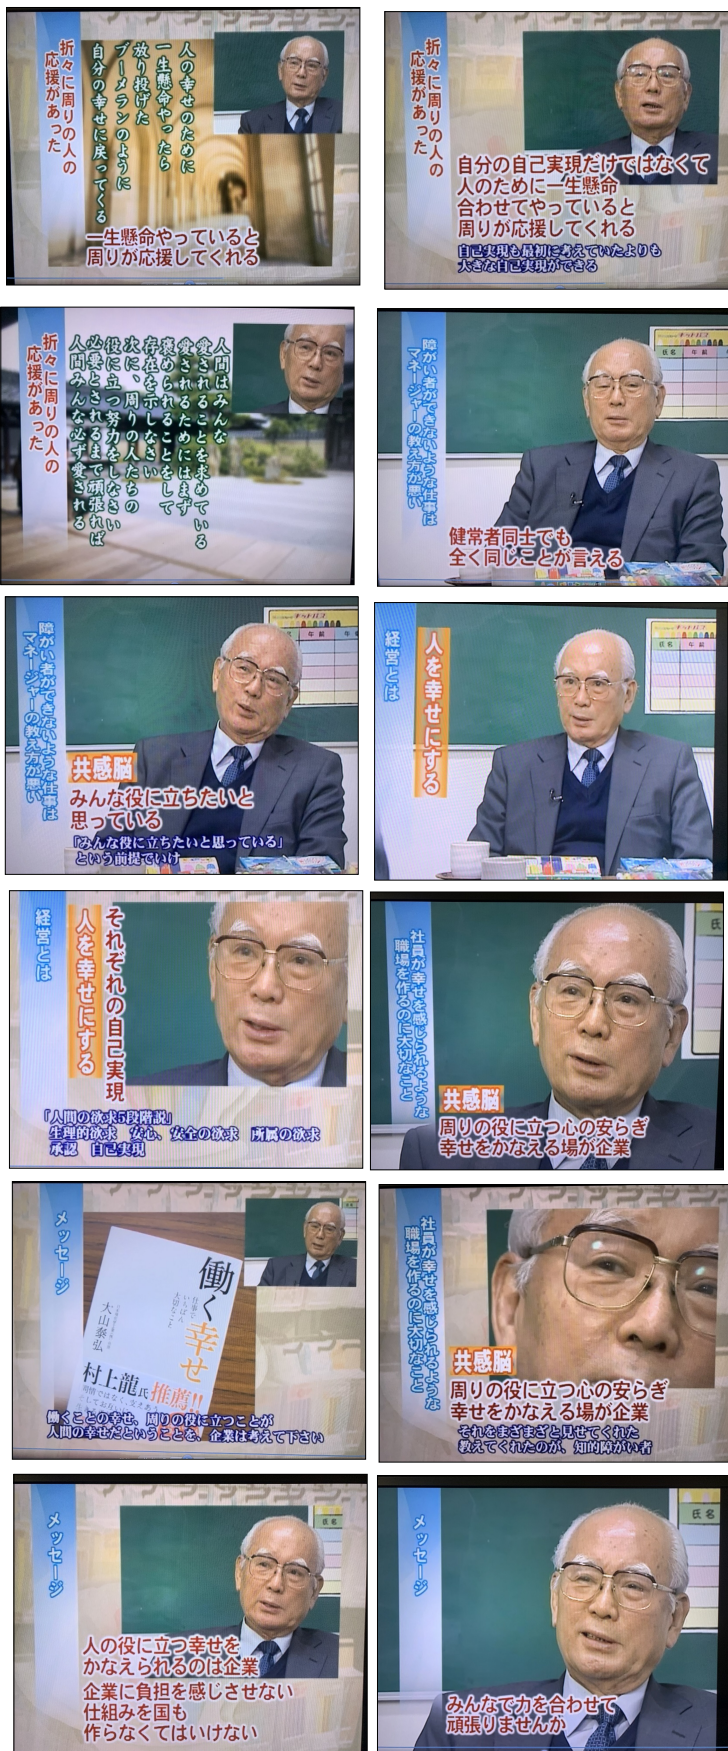 折々に周りの人の
応援があった
人の幸せのために
一生懸命やったら
放り投げた
ブーメランのように
自分の幸せに戻ってくる
一生懸命やっていると
周りが応援してくれる
折々に周りの人の
応援があった
自分の自己実現だけではなくて
人のために一生懸命
合わせてやっていると
周りが応援してくれる
自己実現も最初に考えていたよりも
大きな自己実現ができる
折々に周りの人の
応援があった
人間はみんな
愛されることを求めている
愛されるためにはまず
褒められることをして
存在を示しなさい
次に、周りの人たちの
役に立つ努力をしなさい
必要とされるまで頑張れば
人間みんな必ず愛される
障がい者ができないような仕事は
マネージャーの教え方が悪い
氏名
年齢
健常者同士でも
全く同じことが言える
障がい者ができないような仕事は
マネージャーの教え方が悪い
年齢
共感脳
みんな役に立ちたいと
思っている
「みんな役に立ちたいと思っている」
という前提でいけ
経営とは
人を幸せにする
氏名
年齢
経営とは
それぞれの自己実現
人を幸せにする
「人間の欲求5段階説」
生理的欲求 安心、安全の欲求 所属の欲求
承認 自己実現
社員が幸せを感じられるような
職場を作るのに大切なこと
氏
共感脳
周りの役に立つ心の安らぎ
幸せをかなえる場が企業
メッセージ
働く幸せ
仕事でいちばん大切なこと
大山泰弘
村上龍氏推薦!!
働くことの幸せ、周りの役に立つことが
人間の幸せだということを、企業は考えて下さい
社員が幸せを感じられるような
職場を作るのに大切なこと
共感脳
周りの役に立つ心の安らぎ
幸せをかなえる場が企業
それをまざまざと見せてくれた
教えてくれたのが、知的障がい者
メッセージ
氏名
人の役に立つ幸せを
かなえられるのは企業
企業に負担を感じさせない
仕組みを国も
作らなくてはいけない
メッセージ
氏名
みんなで力を合わせて
頑張りませんか